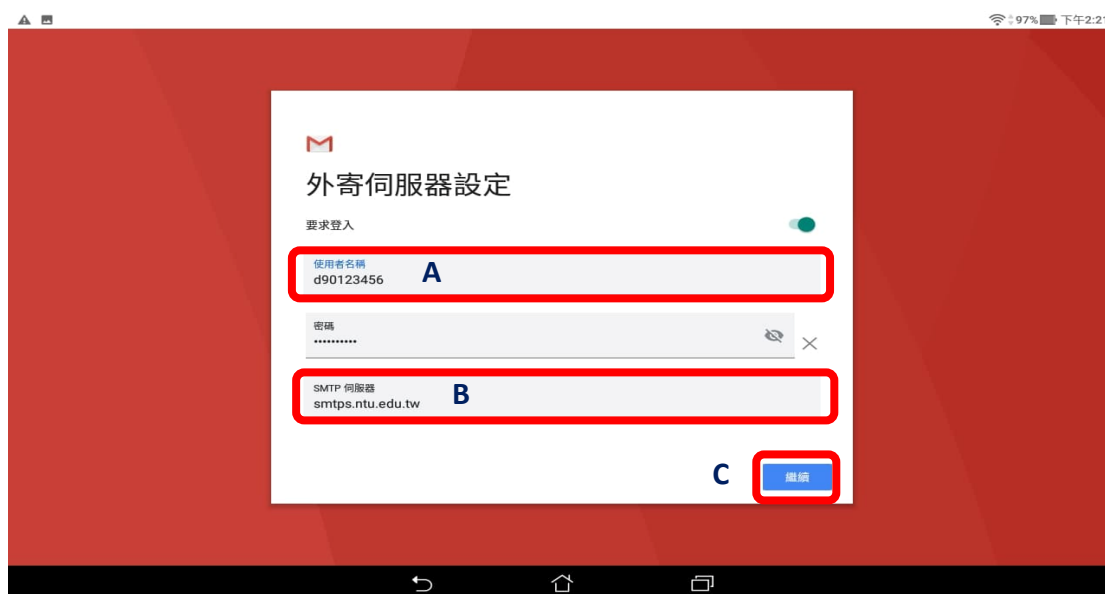 97% 下午2:21
外寄伺服器設定
要求登入
使用者名稱
d90123456
A
密碼
••••••••••
SMTP 伺服器
smtps.ntu.edu.tw
B
C
繼續